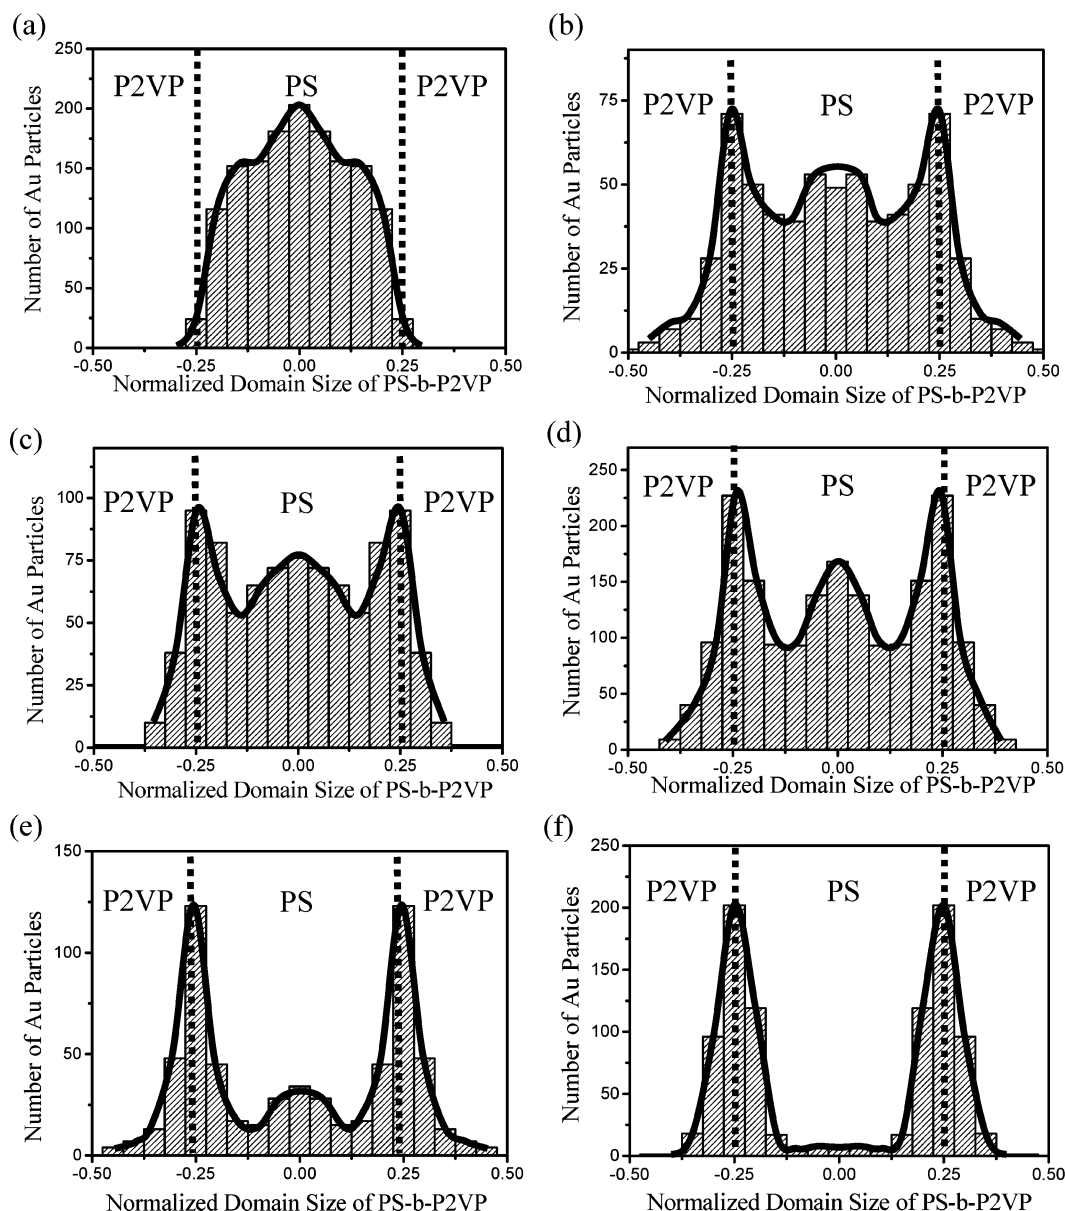 (a)
250
200
150
100
50
0
Number of Au Particles
P2VP PS P2VP
-0.50 -0.25 0.00 0.25 0.50
Normalized Domain Size of PS-b-P2VP
(b)
75
50
25
0
Number of Au Particles
P2VP PS P2VP
-0.50 -0.25 0.00 0.25 0.50
Normalized Domain Size of PS-b-P2VP
(c)
100
75
50
25
0
Number of Au Particles
P2VP PS P2VP
-0.50 -0.25 0.00 0.25 0.50
Normalized Domain Size of PS-b-P2VP
(d)
250
200
150
100
50
0
Number of Au Particles
P2VP PS P2VP
-0.50 -0.25 0.00 0.25 0.50
Normalized Domain Size of PS-b-P2VP
(e)
150
100
50
0
Number of Au Particles
P2VP PS P2VP
-0.50 -0.25 0.00 0.25 0.50
Normalized Domain Size of PS-b-P2VP
(f)
250
200
150
100
50
0
Number of Au Particles
P2VP PS P2VP
-0.50 -0.25 0.00 0.25 0.50
Normalized Domain Size of PS-b-P2VP